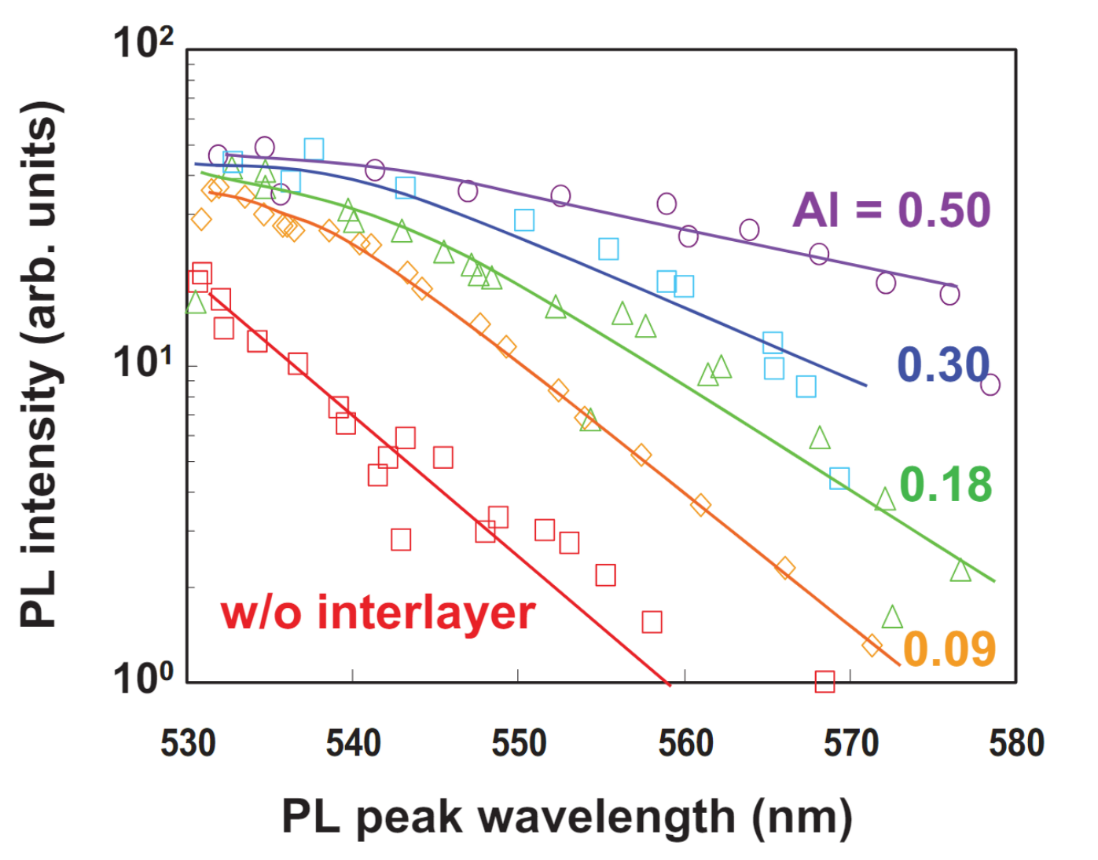 10²
PL intensity (arb. units)
Al = 0.50
10¹
0.30
0.18
w/o interlayer
0.09
10⁰
530 540 550 560 570 580
PL peak wavelength (nm)